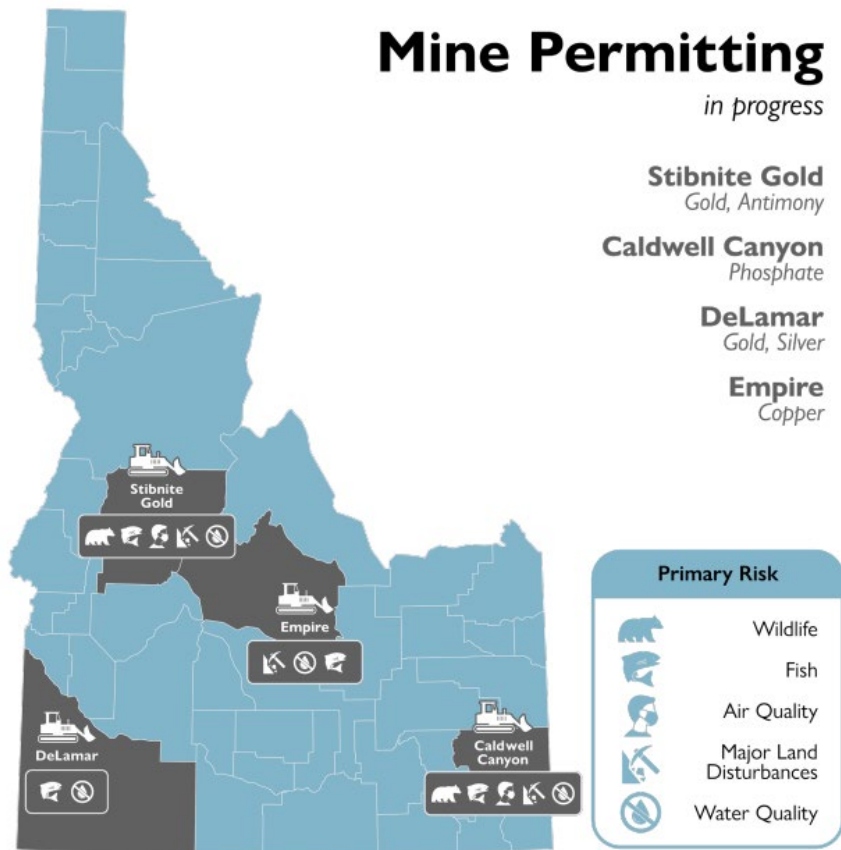 Mine Permitting
in progress
Stibnite Gold
Gold, Antimony
Caldwell Canyon
Phosphate
DeLamar
Gold, Silver
Empire
Copper
Stibnite
Gold
Empire
DeLamar
Caldwell
Canyon
Primary Risk
Wildlife
Fish
Air Quality
Major Land
Disturbances
Water Quality